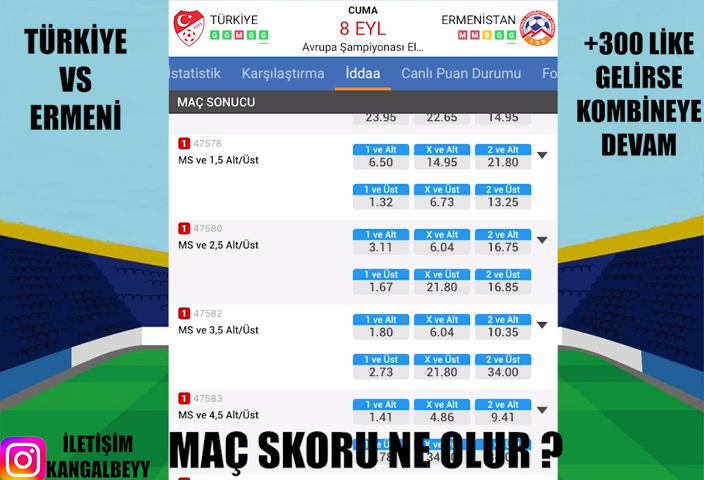 TÜRKİYE
VS
ERMENİ
+300 LİKE
GELİRSE
KOMBİNEYE
DEVAM
CUMA
TÜRKİYE
8 EYL
ERMENİSTAN
G G M G G
M M B G G
Avrupa Şampiyonası El...
İstatistik Karşılaştırma İddaa Canlı Puan Durumu Fo
MAÇ SONUCU
23.95 22.65 14.95
1 47578
MS ve 1,5 Alt/Üst
1 ve Alt X ve Alt 2 ve Alt
6.50 14.95 21.80
1 ve Üst X ve Üst 2 ve Üst
1.32 6.73 13.25
1 47580
MS ve 2,5 Alt/Üst
1 ve Alt X ve Alt 2 ve Alt
3.11 6.04 16.75
1 ve Üst X ve Üst 2 ve Üst
1.67 21.80 16.85
1 47582
MS ve 3,5 Alt/Üst
1 ve Alt X ve Alt 2 ve Alt
1.80 6.04 10.35
1 ve Üst X ve Üst 2 ve Üst
2.73 21.80 34.00
1 47583
MS ve 4,5 Alt/Üst
1 ve Alt X ve Alt 2 ve Alt
1.41 4.86 9.41
MAÇ SKORU NE OLUR ?
İLETİŞİM
KANGALBEYY